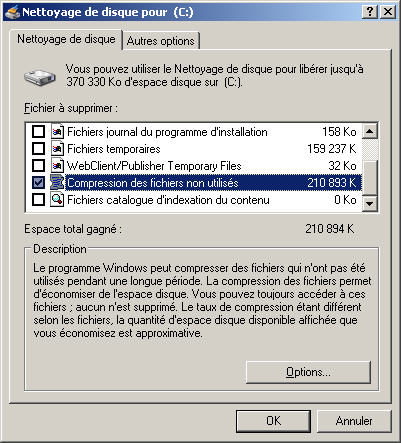 Nettoyage de disque pour (C:)
Nettoyage de disque
Autres options
Vous pouvez utiliser le Nettoyage de disque pour libérer jusqu'à
370 330 Ko d'espace disque sur (C:).
Fichier à supprimer :
Fichiers journal du programme d'installation 158 Ko
Fichiers temporaires 159 237 K
WebClient/Publisher Temporary Files 32 Ko
Compression des fichiers non utilisés 210 893 K
Fichiers catalogue d'indexation du contenu 0 Ko
Espace total gagné : 210 894 K
Description
Le programme Windows peut compresser des fichiers qui n'ont pas été
utilisés pendant une longue période. La compression des fichiers permet
d'économiser de l'espace disque. Vous pouvez toujours accéder à ces
fichiers ; aucun n'est supprimé. Le taux de compression étant différent
selon les fichiers, la quantité d'espace disque disponible affichée que
vous économisez est approximative.
Options...
OK
Annuler